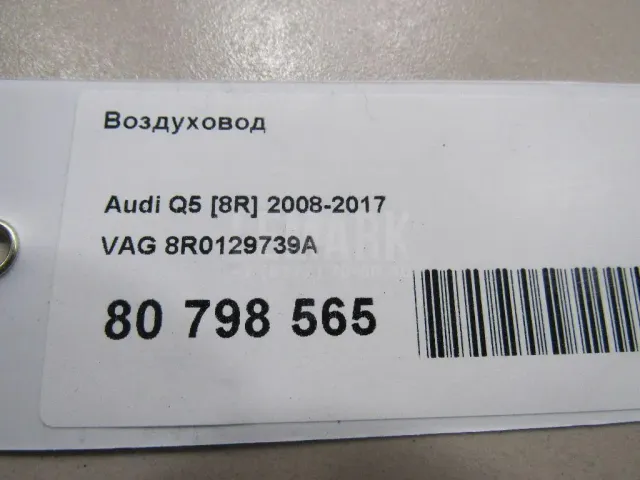 Воздуховод
Audi Q5 [8R] 2008-2017
VAG 8R0129739A
80 798 565